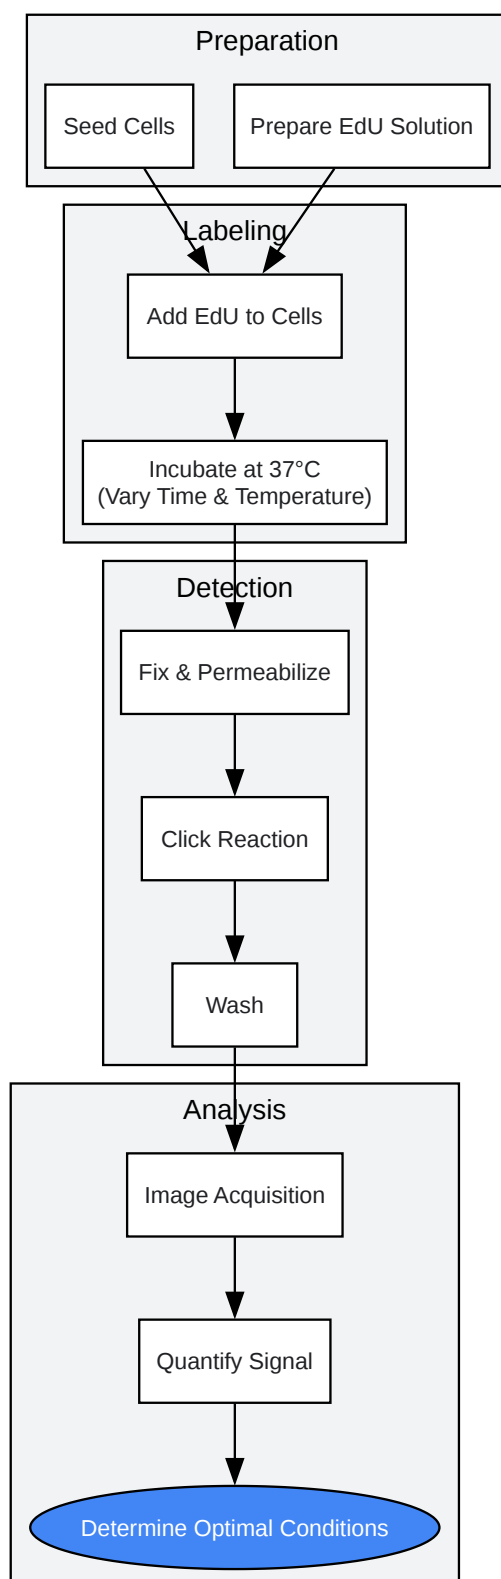 Preparation
Seed Cells
Prepare EdU Solution
Labeling
Add EdU to Cells
Incubate at 37°C
(Vary Time & Temperature)
Detection
Fix & Permeabilize
Click Reaction
Wash
Analysis
Image Acquisition
Quantify Signal
Determine Optimal Conditions